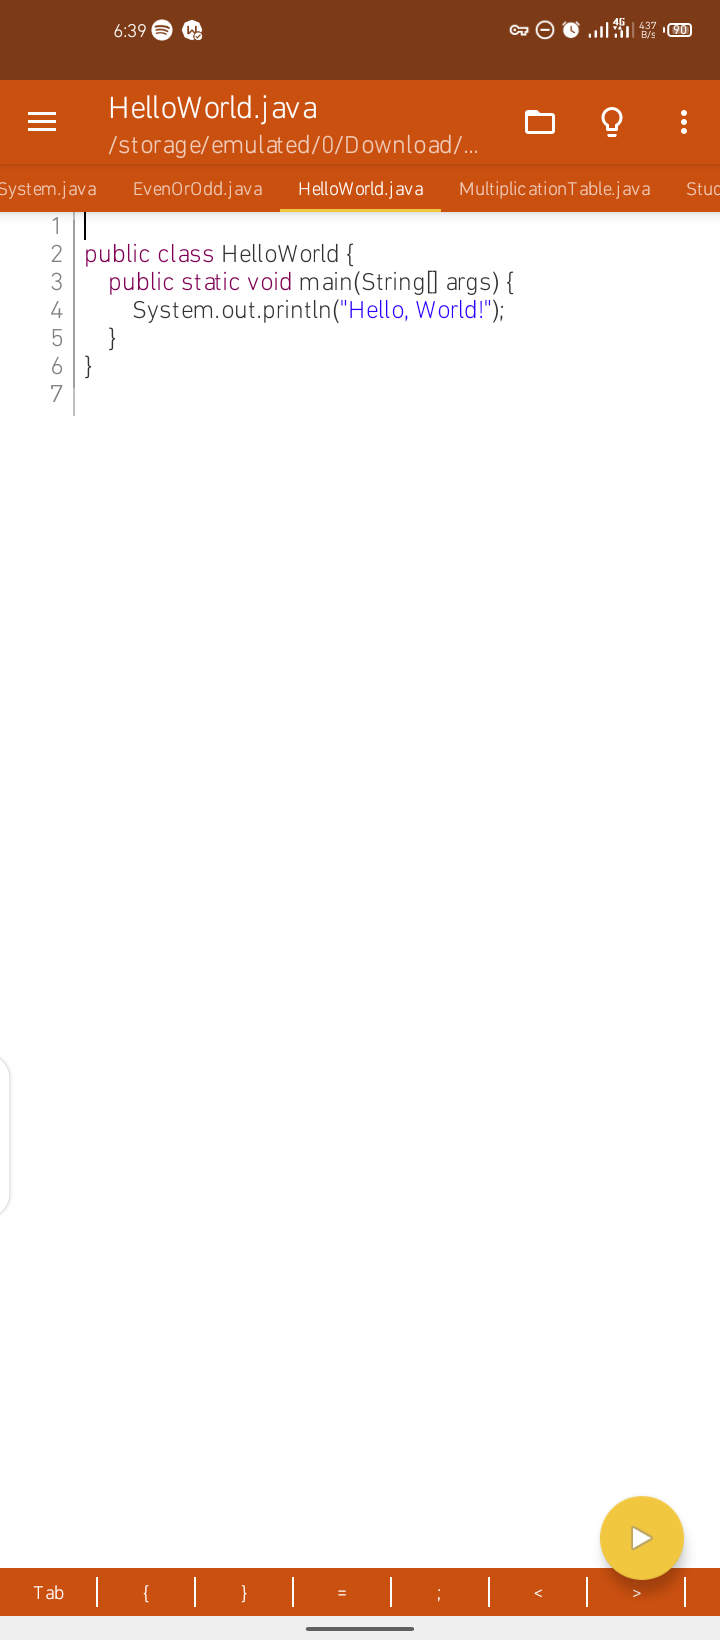 6:39 4G 437 B/s 90
HelloWorld.java
/storage/emulated/0/Download/...
System.java EvenOrOdd.java HelloWorld.java MultiplicationTable.java Stud
1
2 public class HelloWorld {
3 public static void main(String[] args) {
4 System.out.println("Hello, World!");
5 }
6 }
7
Tab { } = ; < >